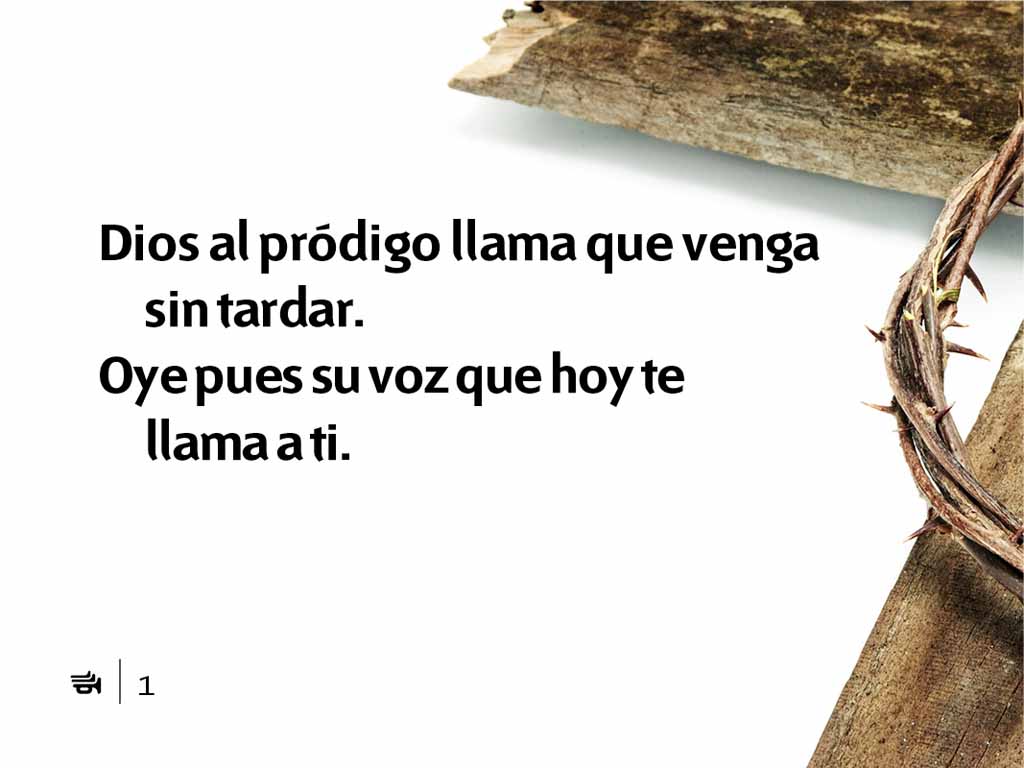 Dios al pródigo llama que venga
sin tardar.
Oye pues su voz que hoy te
llama a ti.
1